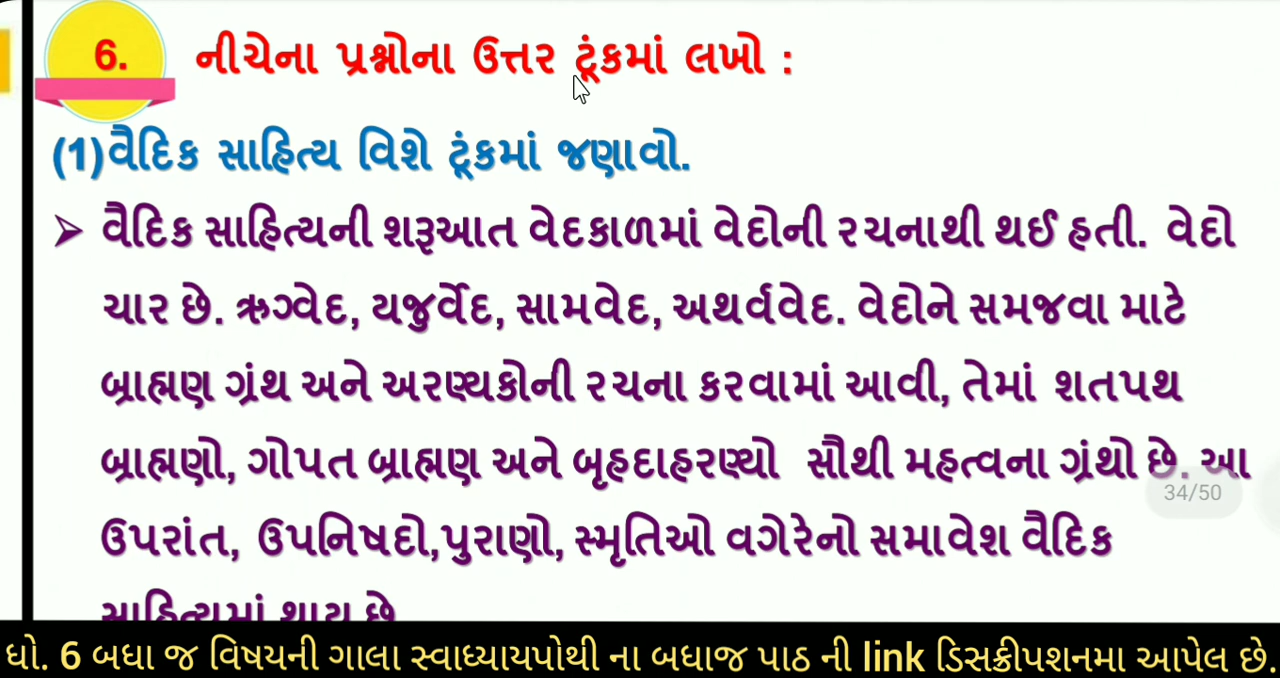 6. નીચેના પ્રશ્નોના ઉત્તર ટૂંકમાં લખો :
(1)વૈદિક સાહિત્ય વિશે ટૂંકમાં જણાવો.
➢ વૈદિક સાહિત્યની શરૂઆત વેદકાળમાં વેદોની રચનાથી થઈ હતી. વેદો
ચાર છે. ઋગ્વેદ, યજુર્વેદ, સામવેદ, અથર્વવેદ. વેદોને સમજવા માટે
બ્રાહ્મણ ગ્રંથ અને અરણ્યકોની રચના કરવામાં આવી, તેમાં શતપથ
બ્રાહ્મણો, ગોપત બ્રાહ્મણ અને બૃહદાહરણ્યો સૌથી મહત્વના ગ્રંથો છે. આ
34/50
ઉપરાંત, ઉપનિષદો,પુરાણો, સ્મૃતિઓ વગેરેનો સમાવેશ વૈદિક
સાહિત્યમાં થાય છે
ધો. 6 બધા જ વિષયની ગાલા સ્વાધ્યાયપોથી ના બધાજ પાઠ ની link ડિસક્રીપશનમા આપેલ છે.